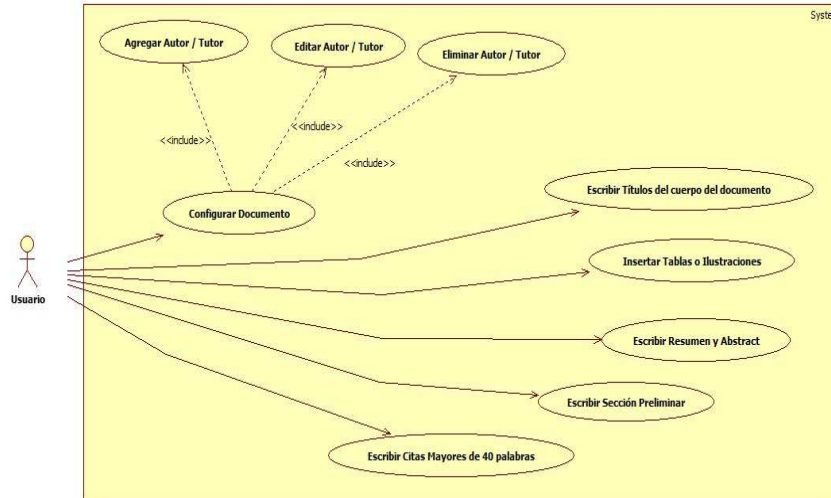 Syste
Agregar Autor / Tutor
Editar Autor / Tutor
Eliminar Autor / Tutor
<<include>>
<<include>>
<<include>>
Configurar Documento
Escribir Títulos del cuerpo del documento
Insertar Tablas o Ilustraciones
Usuario
Escribir Resumen y Abstract
Escribir Sección Preliminar
Escribir Citas Mayores de 40 palabras